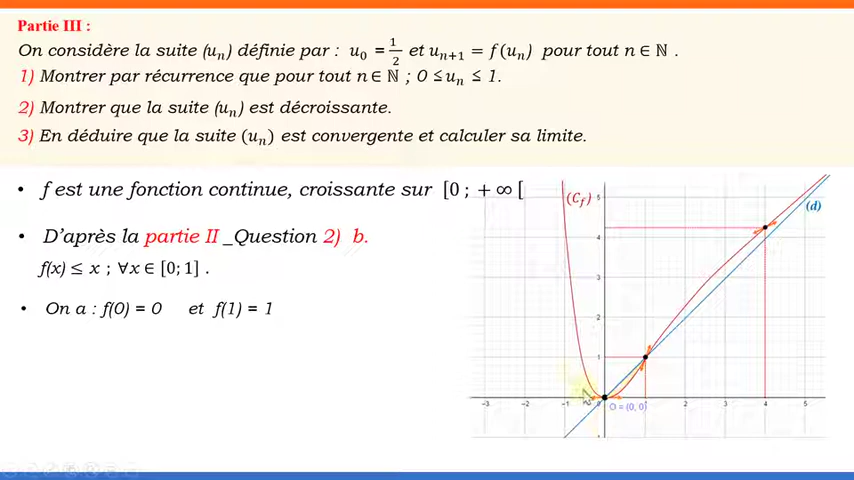 Partie III :
On considère la suite (uₙ) définie par : u₀ = 1/2 et uₙ₊₁ = f(uₙ) pour tout n ∈ ℕ .
1) Montrer par récurrence que pour tout n ∈ ℕ ; 0 ≤ uₙ ≤ 1.
2) Montrer que la suite (uₙ) est décroissante.
3) En déduire que la suite (uₙ) est convergente et calculer sa limite.
• f est une fonction continue, croissante sur [0 ; +∞ [
• D'après la partie II _Question 2) b.
f(x) ≤ x ; ∀x ∈ [0; 1] .
• On a : f(0) = 0 et f(1) = 1
(C_f) 5
(d)
4
3
2
1
-3 -2 -1 0 2 3 4 5
O = (0, 0)